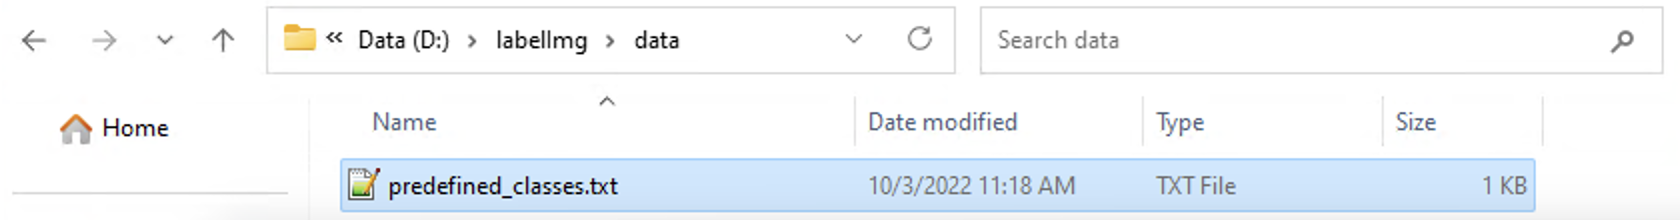 « Data (D:) > labelImg > data
Search data
Home
Name Date modified Type Size
predefined_classes.txt 10/3/2022 11:18 AM TXT File 1 KB